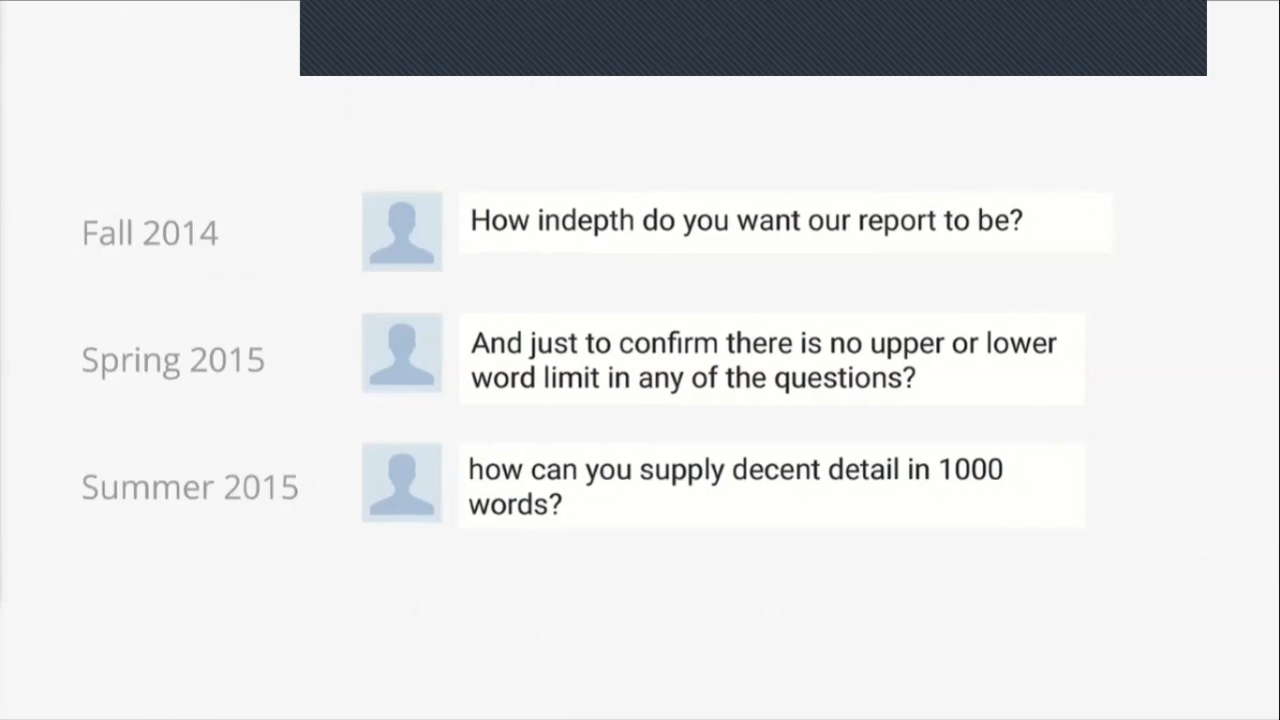 Fall 2014
How indepth do you want our report to be?
Spring 2015
And just to confirm there is no upper or lower
word limit in any of the questions?
Summer 2015
how can you supply decent detail in 1000
words?